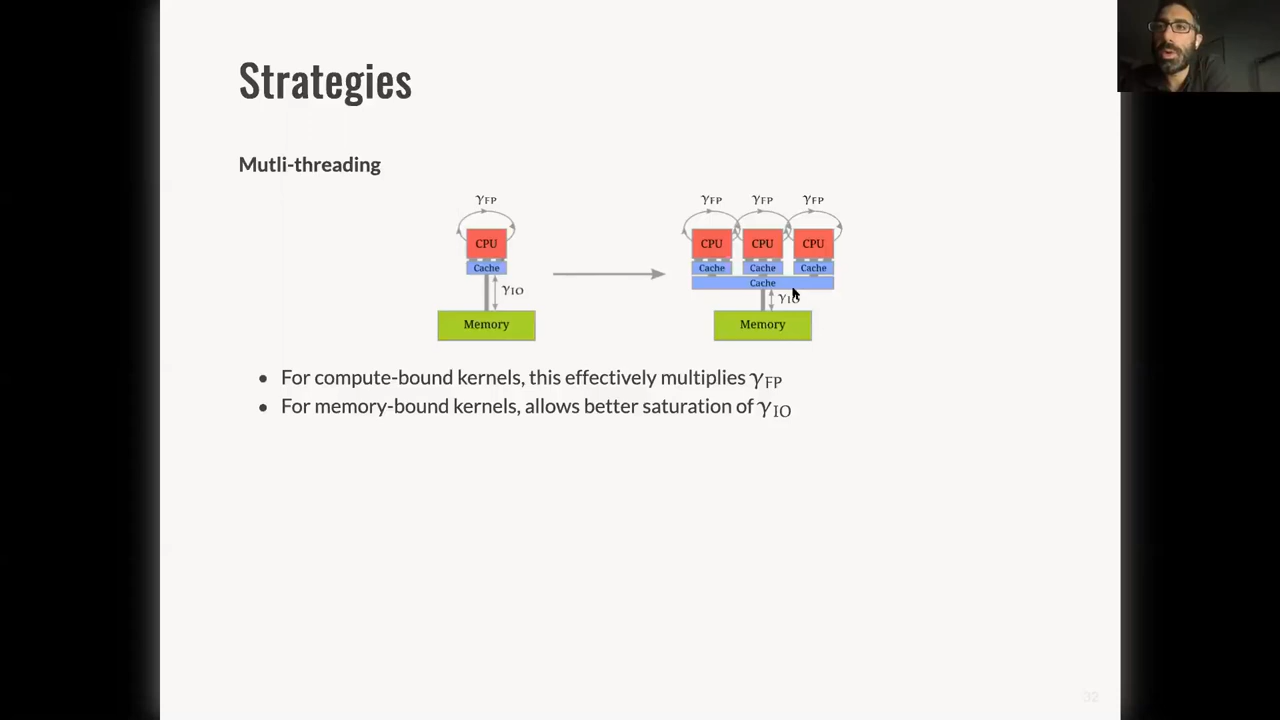 Strategies
Mutli-threading
γFP
γFP γFP γFP
CPU
CPU CPU CPU
Cache
Cache Cache Cache
Cache
γIO
γIO
Memory
Memory
• For compute-bound kernels, this effectively multiplies γFP
• For memory-bound kernels, allows better saturation of γIO
32